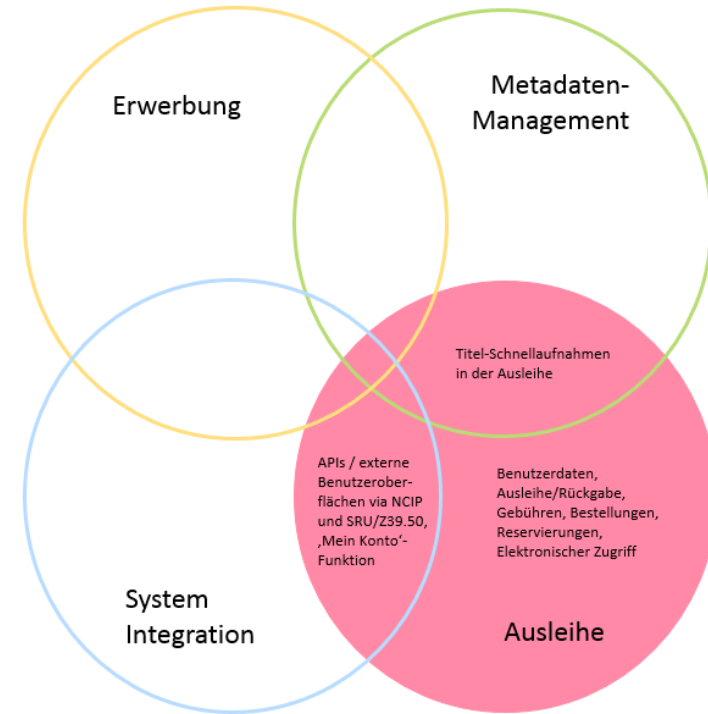 Erwerbung
Metadaten-
Management
Titel-Schnellaufnahmen
in der Ausleihe
APIs / externe
Benutzerober-
flächen via NCIP
und SRU/Z39.50,
‚Mein Konto‘-
Funktion
Benutzerdaten,
Ausleihe/Rückgabe,
Gebühren, Bestellungen,
Reservierungen,
Elektronischer Zugriff
System
Integration
Ausleihe